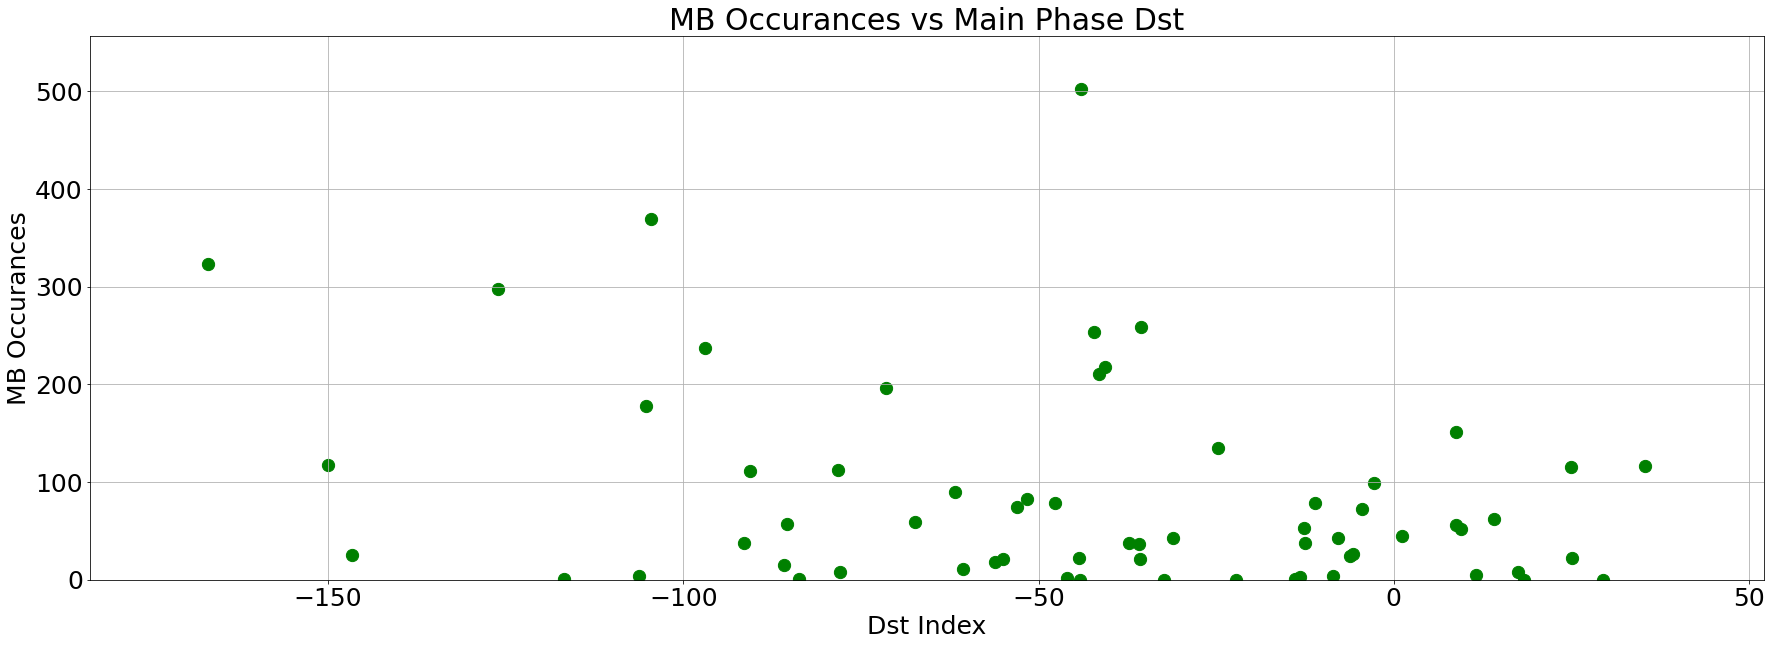 MB Occurances vs Main Phase Dst
500
400
300
200
100
0
MB Occurances
−150 −100 −50 0 50
Dst Index